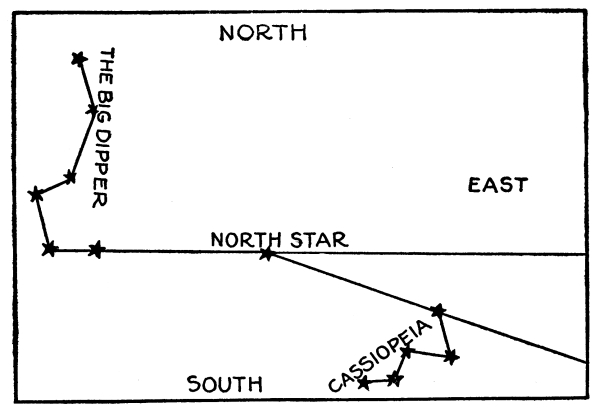 NORTH
THE BIG DIPPER
EAST
NORTH STAR
CASSIOPEIA
SOUTH